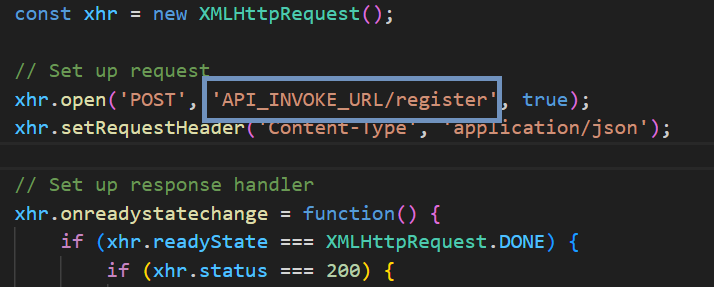 const xhr = new XMLHttpRequest();
// Set up request
xhr.open('POST', 'API_INVOKE_URL/register', true);
xhr.setRequestHeader('Content-Type', 'application/json');
// Set up response handler
xhr.onreadystatechange = function() {
if (xhr.readyState === XMLHttpRequest.DONE) {
if (xhr.status === 200) {